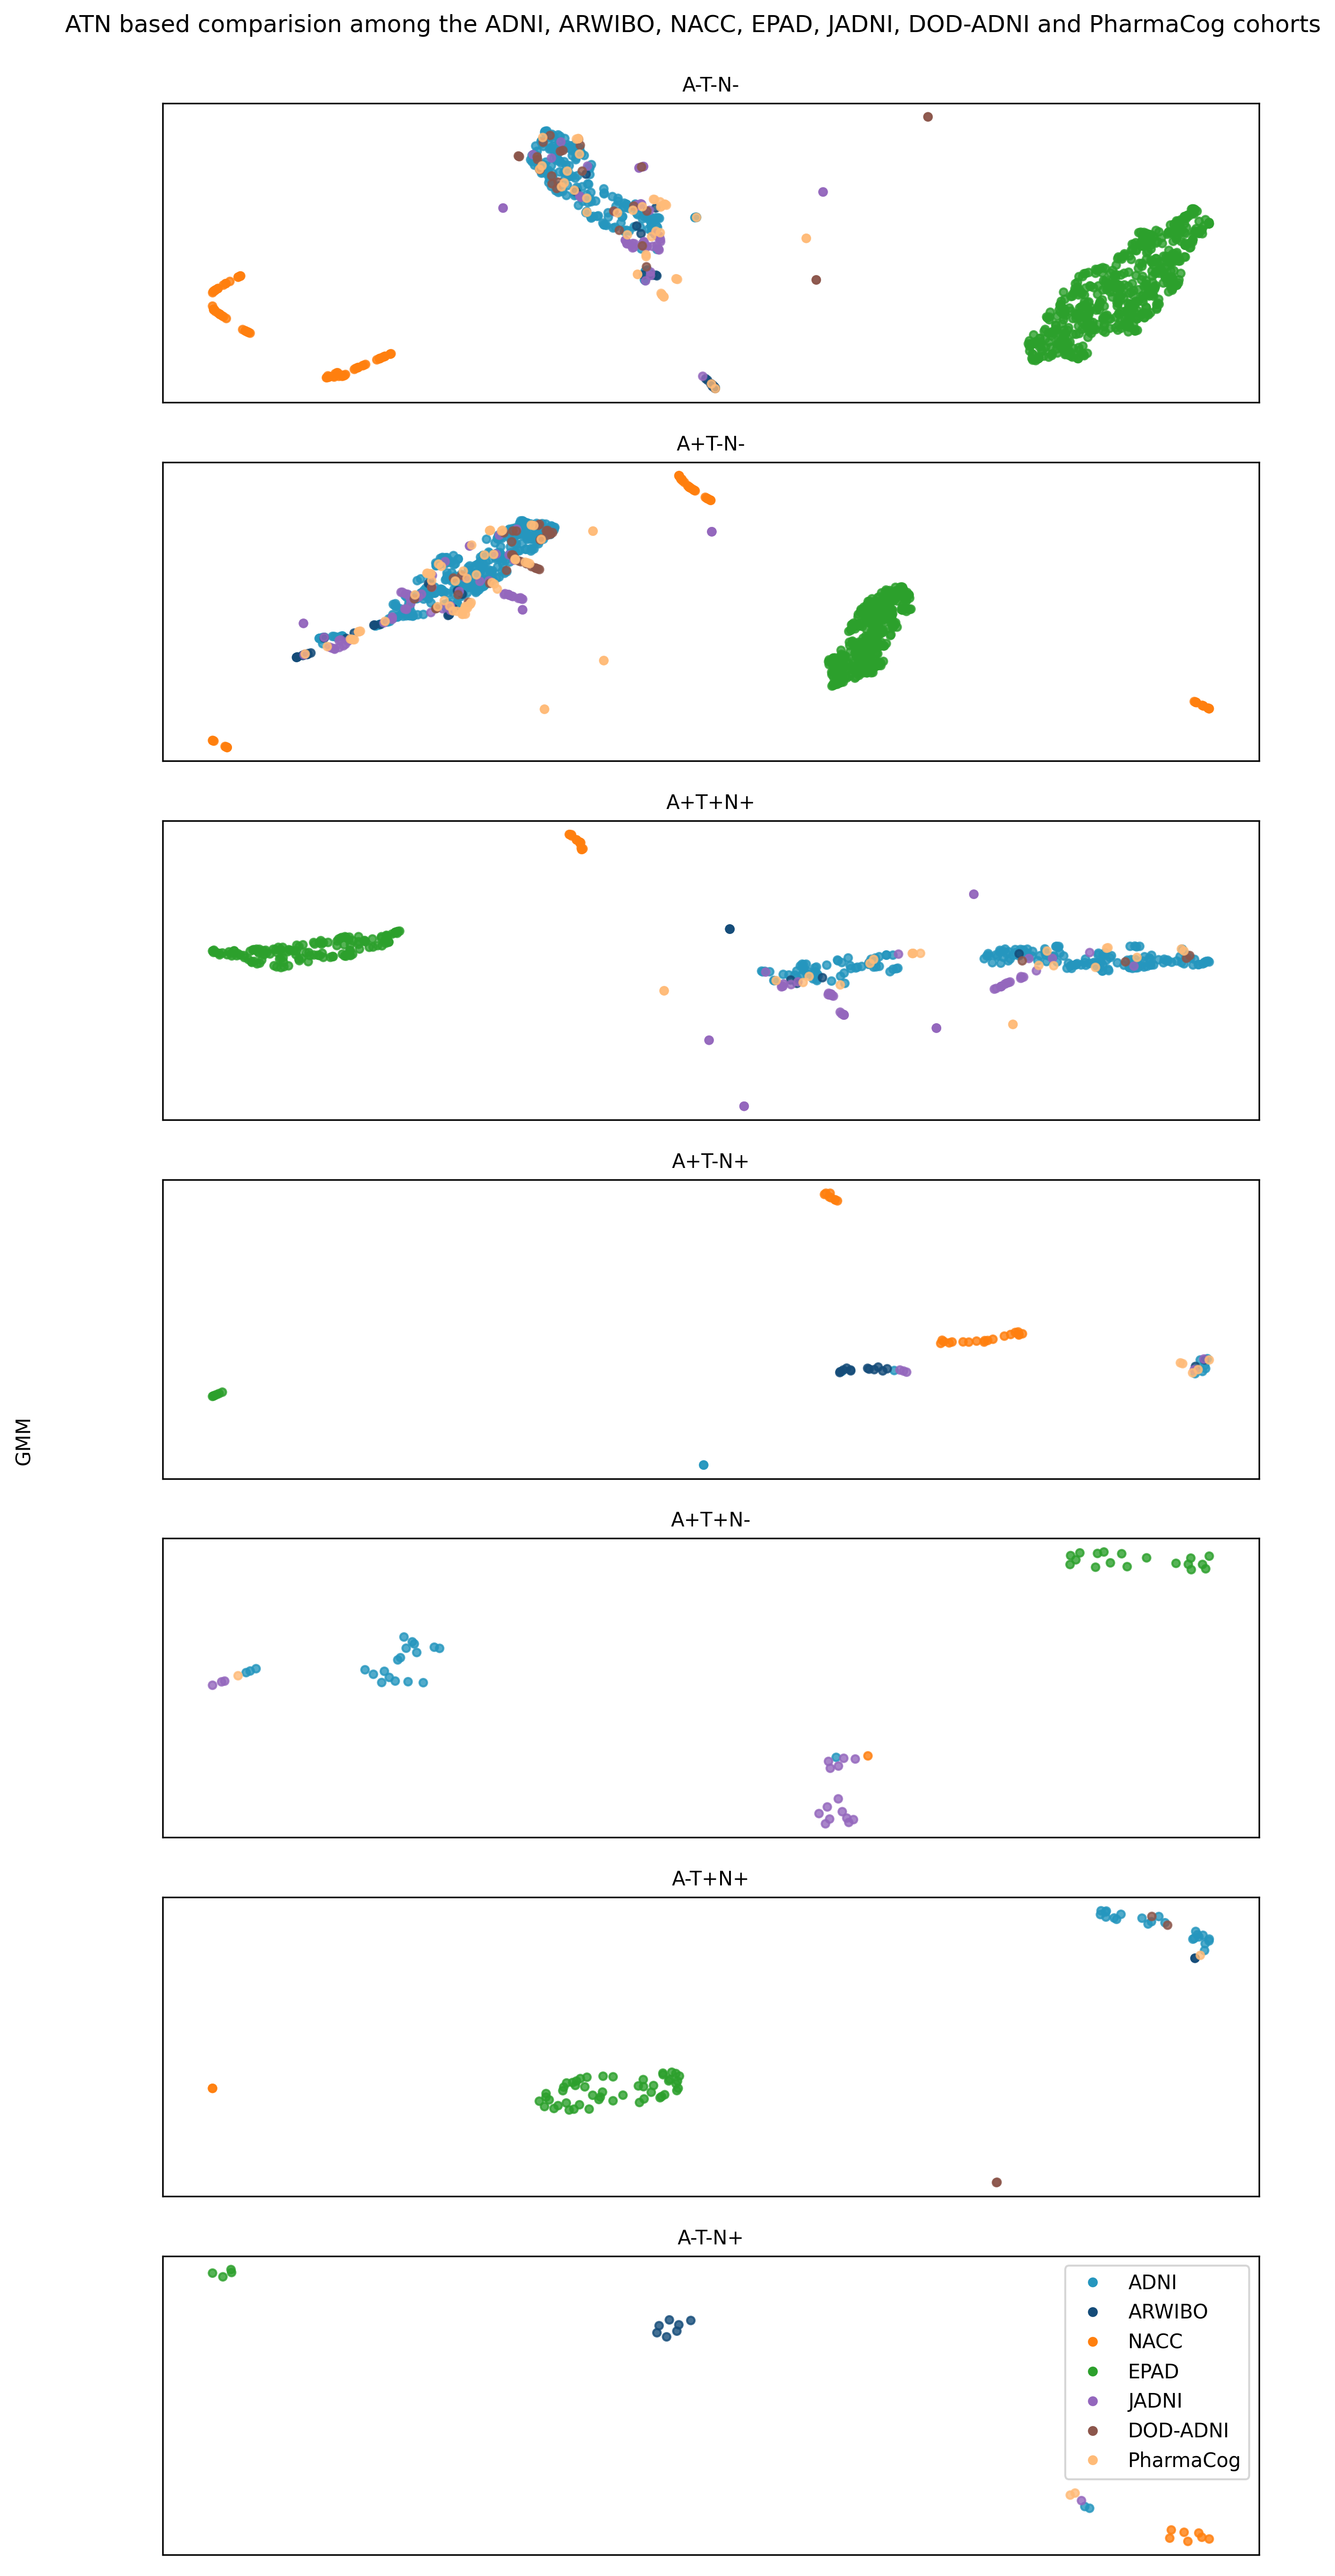 ATN based comparision among the ADNI, ARWIBO, NACC, EPAD, JADNI, DOD-ADNI and PharmaCog cohorts
A-T-N-
A+T-N-
A+T+N+
A+T-N+
GMM
A+T+N-
A-T+N+
A-T-N+
ADNI
ARWIBO
NACC
EPAD
JADNI
DOD-ADNI
PharmaCog